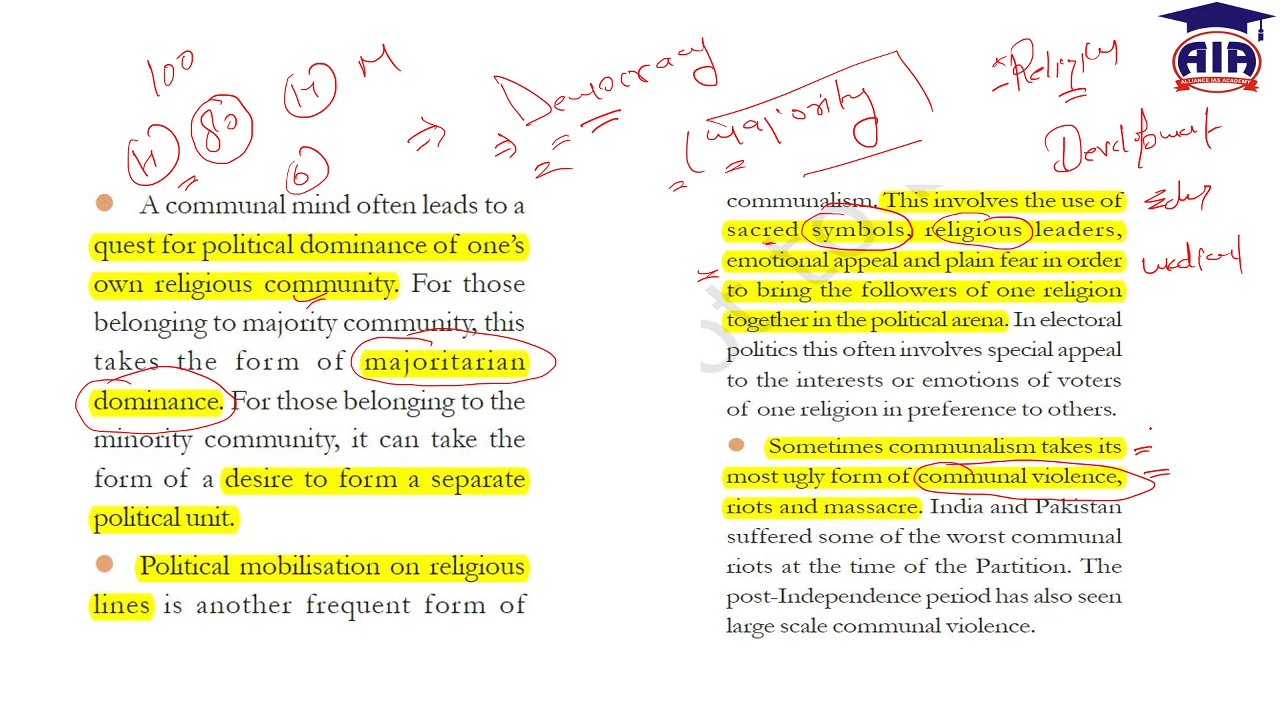 100
80
H
H
M
6
⇒
⇒ Democracy
majority
*Religion
Development
AIA
ALLIANCE IAS ACADEMY
A communal mind often leads to a
quest for political dominance of one's
own religious community. For those
belonging to majority community, this
takes the form of majoritarian
dominance. For those belonging to the
minority community, it can take the
form of a desire to form a separate
political unit.
Political mobilisation on religious
lines is another frequent form of
communalism. This involves the use of
sacred symbols, religious leaders,
emotional appeal and plain fear in order
to bring the followers of one religion
together in the political arena. In electoral
politics this often involves special appeal
to the interests or emotions of voters
of one religion in preference to others.
Sometimes communalism takes its
most ugly form of communal violence,
riots and massacre. India and Pakistan
suffered some of the worst communal
riots at the time of the Partition. The
post-Independence period has also seen
large scale communal violence.